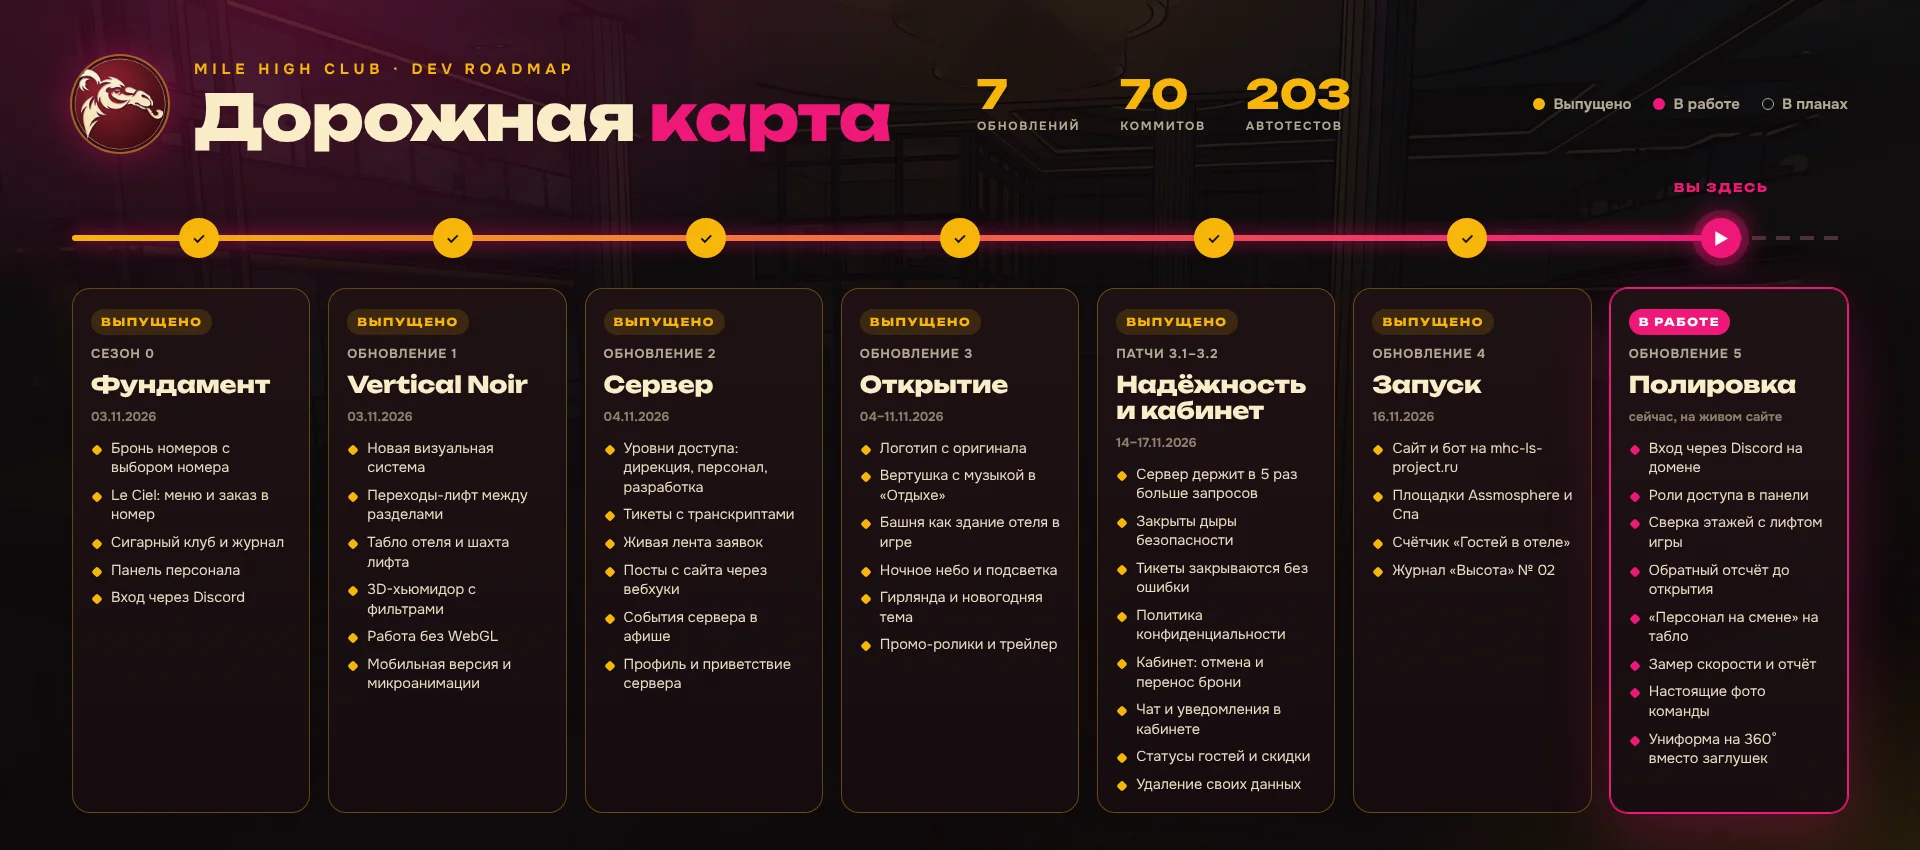 MILE HIGH CLUB · DEV ROADMAP
Дорожная карта
7
ОБНОВЛЕНИЙ
70
КОММИТОВ
203
АВТОТЕСТОВ
Выпущено
В работе
В планах
ВЫ ЗДЕСЬ
ВЫПУЩЕНО
СЕЗОН 0
Фундамент
03.11.2026
Бронь номеров с
выбором номера
Le Ciel: меню и заказ в
номер
Сигарный клуб и журнал
Панель персонала
Вход через Discord
ВЫПУЩЕНО
ОБНОВЛЕНИЕ 1
Vertical Noir
03.11.2026
Новая визуальная
система
Переходы-лифт между
разделами
Табло отеля и шахта
лифта
3D-хьюмидор с
фильтрами
Работа без WebGL
Мобильная версия и
микроанимации
ВЫПУЩЕНО
ОБНОВЛЕНИЕ 2
Сервер
04.11.2026
Уровни доступа:
дирекция, персонал,
разработка
Тикеты с транскриптами
Живая лента заявок
Посты с сайта через
вебхуки
События сервера в
афише
Профиль и приветствие
сервера
ВЫПУЩЕНО
ОБНОВЛЕНИЕ 3
Открытие
04–11.11.2026
Логотип с оригинала
Вертушка с музыкой в
«Отдыхе»
Башня как здание отеля в
игре
Ночное небо и подсветка
Гирлянда и новогодняя
тема
Промо-ролики и трейлер
ВЫПУЩЕНО
ПАТЧИ 3.1–3.2
Надёжность
и кабинет
14–17.11.2026
Сервер держит в 5 раз
больше запросов
Закрыты дыры
безопасности
Тикеты закрываются без
ошибки
Политика
конфиденциальности
Кабинет: отмена и
перенос брони
Чат и уведомления в
кабинете
Статусы гостей и скидки
Удаление своих данных
ВЫПУЩЕНО
ОБНОВЛЕНИЕ 4
Запуск
16.11.2026
Сайт и бот на mhc-ls-
project.ru
Площадки Assmosphere и
Спа
Счётчик «Гостей в отеле»
Журнал «Высота» № 02
В РАБОТЕ
ОБНОВЛЕНИЕ 5
Полировка
сейчас, на живом сайте
Вход через Discord на
домене
Роли доступа в панели
Сверка этажей с лифтом
игры
Обратный отсчёт до
открытия
«Персонал на смене» на
табло
Замер скорости и отчёт
Настоящие фото
команды
Униформа на 360°
вместо заглушек